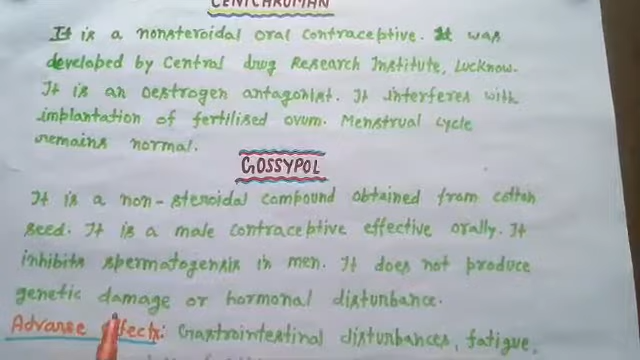 CENTCHROMAN
It is a nonsteroidal oral contraceptive. It was
developed by Central drug Research Institute, Lucknow.
It is an oestrogen antagonist. It interferes with
implantation of fertilised ovum. Menstrual cycle
remains normal.
GOSSYPOL
It is a non-steroidal compound obtained from cotton
seed. It is a male contraceptive effective orally. It
inhibits spermatogensis in men. It does not produce
genetic damage or hormonal disturbance.
Advarse effects: Gastrointestinal disturbances, fatigue,